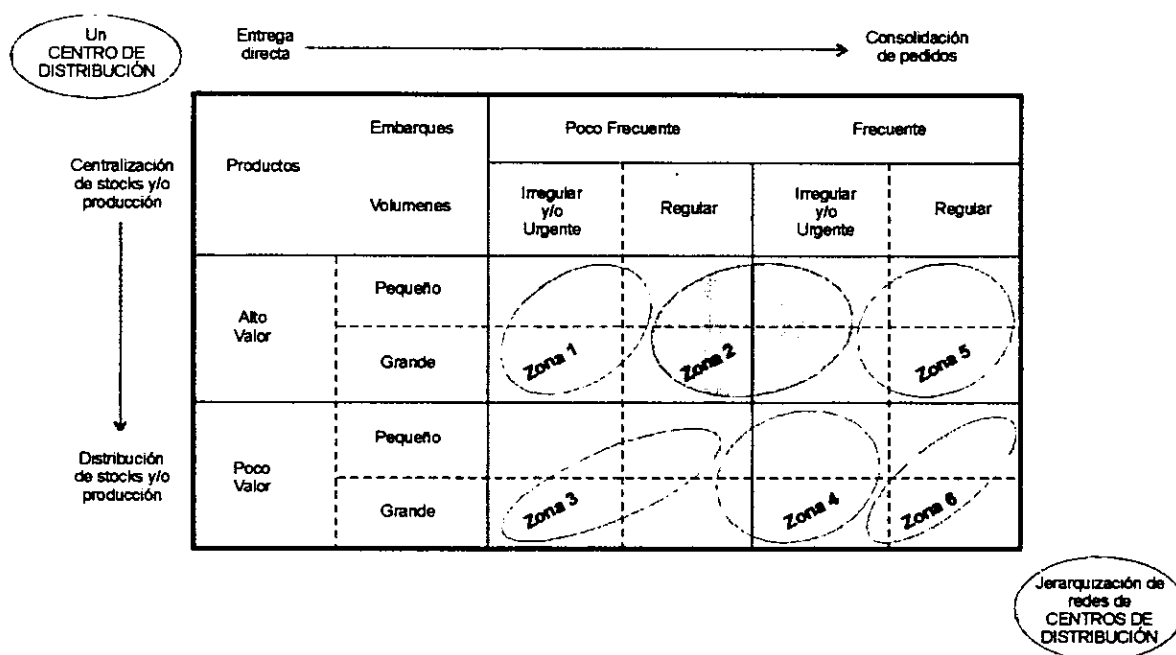 Un
CENTRO DE
DISTRIBUCIÓN
Entrega
directa
Consolidación
de pedidos
Centralización
de stocks y/o
producción
Distribución
de stocks y/o
producción
Productos
Embarques
Volumenes
Poco Frecuente
Frecuente
Irregular
y/o
Urgente
Regular
Irregular
y/o
Urgente
Regular
Alto
Valor
Pequeño
Grande
Zona 1
Zona 2
Zona 5
Poco
Valor
Pequeño
Grande
Zona 3
Zona 4
Zona 6
Jerarquización de
redes de
CENTROS DE
DISTRIBUCIÓN